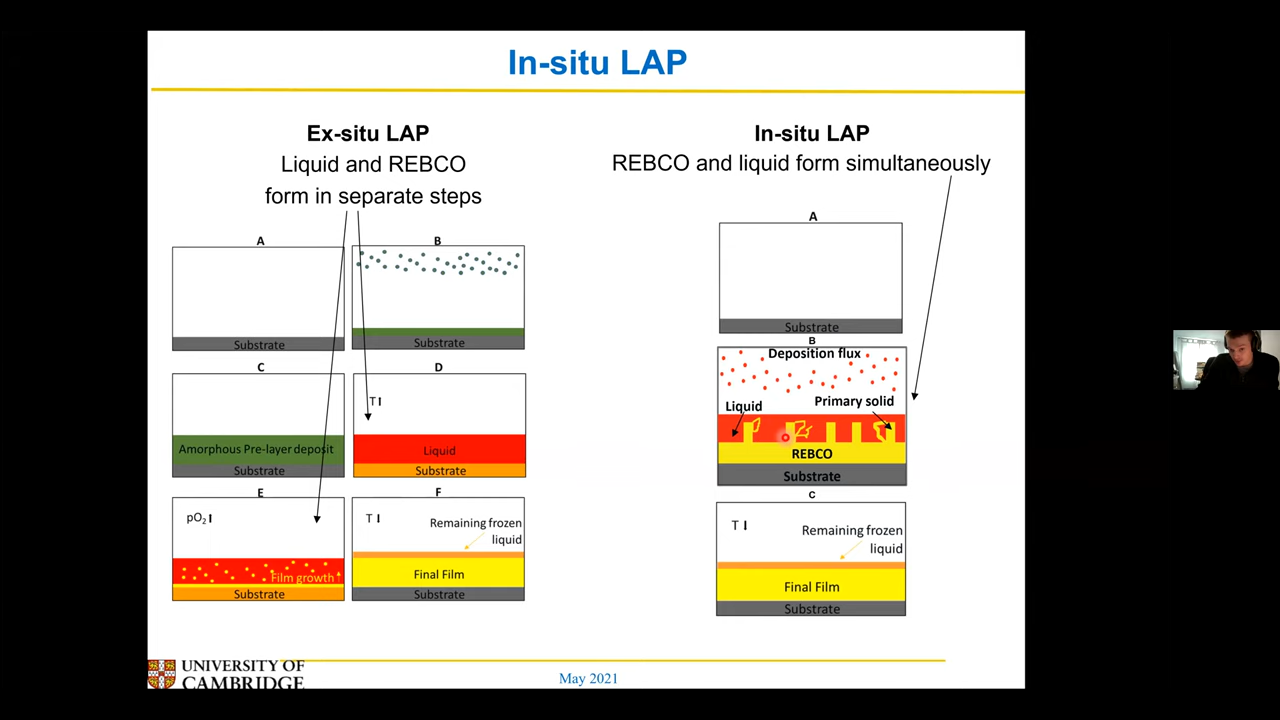 In-situ LAP
Ex-situ LAP
Liquid and REBCO
form in separate steps
A
Substrate
B
Substrate
C
Amorphous Pre-layer deposit
Substrate
D
T
Liquid
Substrate
E
pO2
Film growth
Substrate
F
T
Remaining frozen
liquid
Final Film
Substrate
In-situ LAP
REBCO and liquid form simultaneously
A
Substrate
B
Deposition flux
Liquid
Primary solid
REBCO
Substrate
C
T
Remaining frozen
liquid
Final Film
Substrate
UNIVERSITY OF
CAMBRIDGE
May 2021